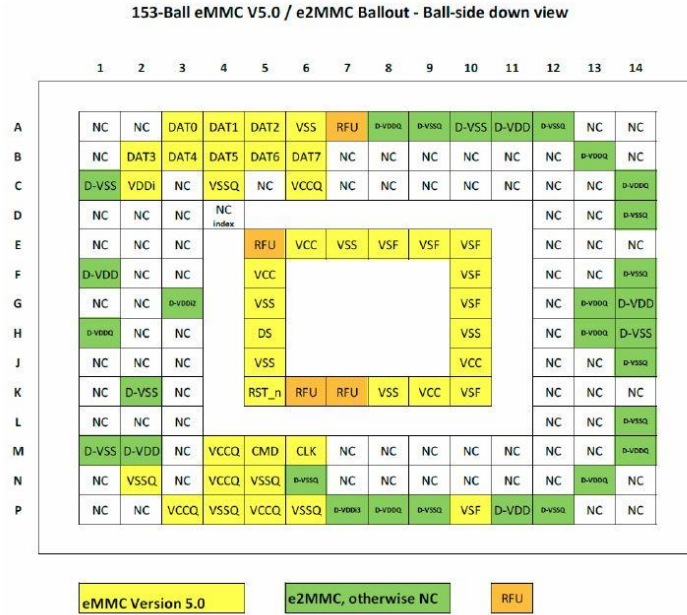 153-Ball eMMC V5.0 / e2MMC Ballout - Ball-side down view
1 2 3 4 5 6 7 8 9 10 11 12 13 14
A NC NC DAT0 DAT1 DAT2 VSS RFU D-VDDQ D-VSSQ D-VSS D-VDD D-VSSQ NC NC
B NC DAT3 DAT4 DAT5 DAT6 DAT7 NC NC NC NC NC NC D-VDDQ NC
C D-VSS VDDi NC VSSQ NC VCCQ NC NC NC NC NC NC NC D-VDDQ
D NC NC NC NC index NC NC D-VSSQ
E NC NC NC RFU VCC VSS VSF VSF VSF NC NC NC
F D-VDD NC NC VCC VSF NC NC D-VSSQ
G NC NC D-VDDi2 VSS VSF NC D-VDDQ D-VDD
H D-VDDQ NC NC DS VSS NC D-VDDQ D-VSS
J NC NC NC VSS VCC NC NC D-VSSQ
K NC D-VSS NC RST_n RFU RFU VSS VCC VSF NC NC NC
L NC NC NC NC NC D-VSSQ
M D-VSS D-VDD NC VCCQ CMD CLK NC NC NC NC NC NC NC D-VDDQ
N NC VSSQ NC VCCQ VSSQ D-VSSQ NC NC NC NC NC NC D-VDDQ NC
P NC NC VCCQ VSSQ VCCQ VSSQ D-VDDi3 D-VDDQ D-VSSQ VSF D-VDD D-VSSQ NC NC
eMMC Version 5.0 e2MMC, otherwise NC RFU